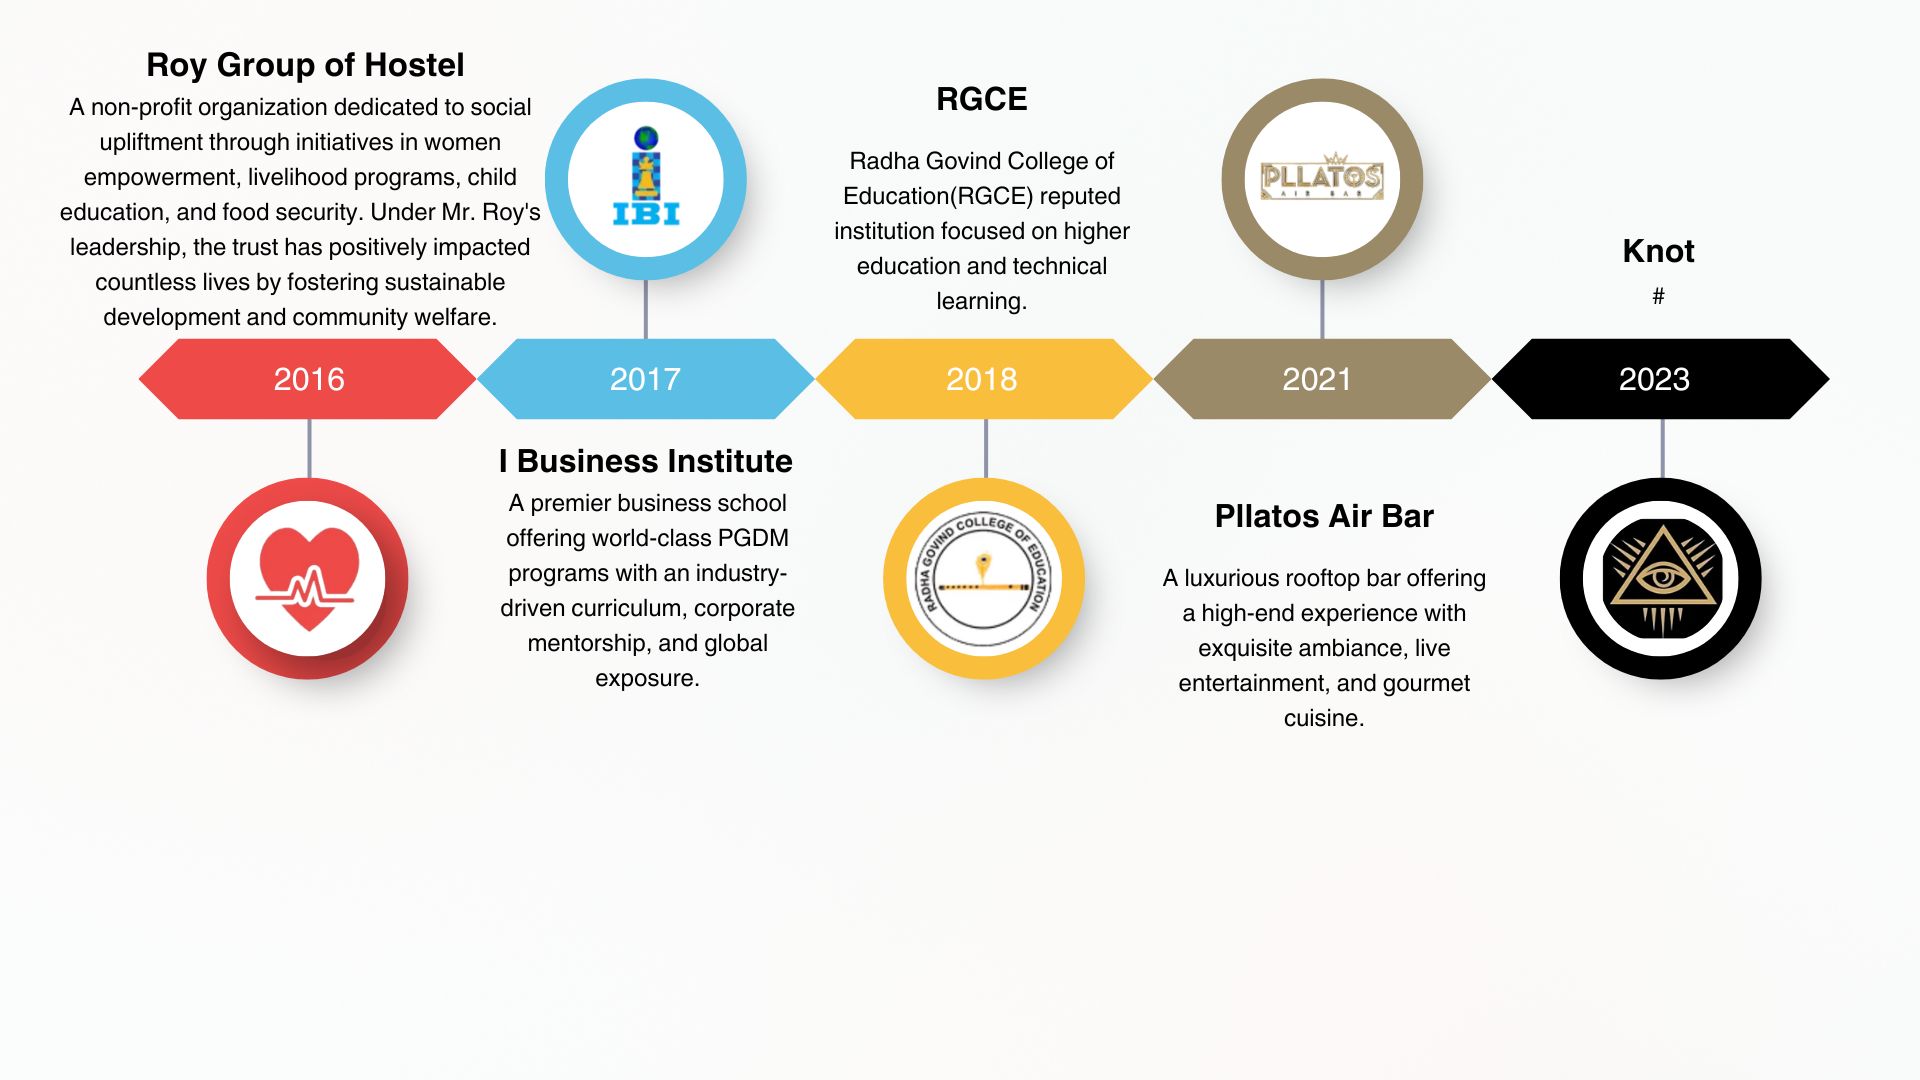 Roy Group of Hostel
A non-profit organization dedicated to social
upliftment through initiatives in women
empowerment, livelihood programs, child
education, and food security. Under Mr. Roy's
leadership, the trust has positively impacted
countless lives by fostering sustainable
development and community welfare.
IBI
RGCE
Radha Govind College of
Education(RGCE) reputed
institution focused on higher
education and technical
learning.
PLLATOS
AIR BAR
Knot
#
2016
2017
2018
2021
2023
I Business Institute
A premier business school
offering world-class PGDM
programs with an industry-
driven curriculum, corporate
mentorship, and global
exposure.
RADHA GOVIND COLLEGE OF EDUCATION
Pllatos Air Bar
A luxurious rooftop bar offering
a high-end experience with
exquisite ambiance, live
entertainment, and gourmet
cuisine.